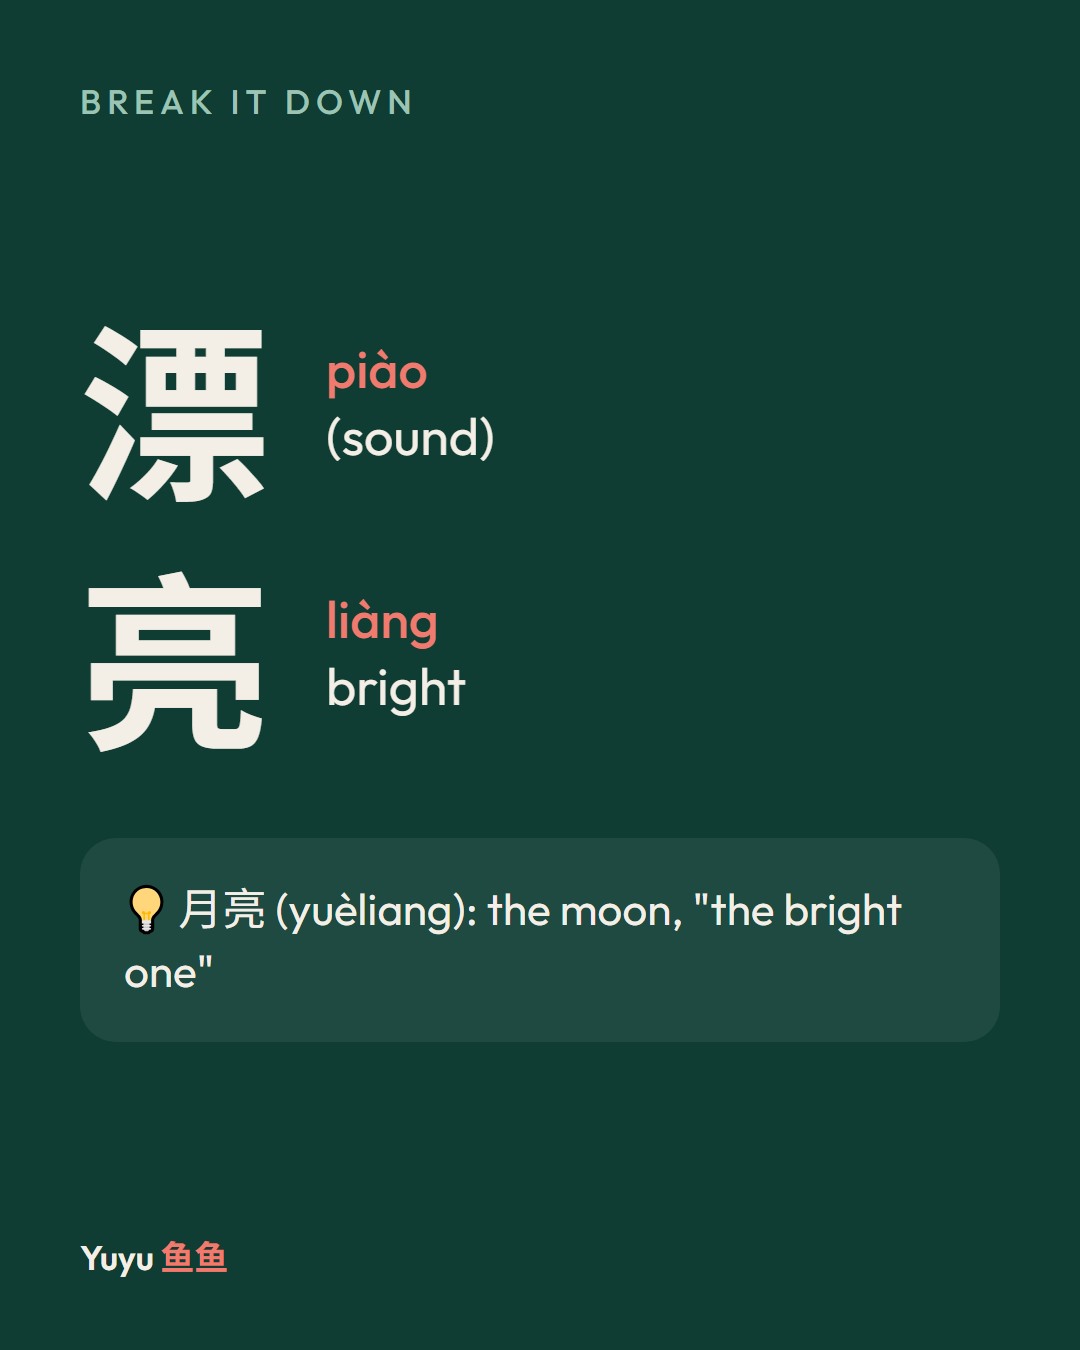 BREAK IT DOWN
漂
piào
(sound)
亮
liàng
bright
💡 月亮 (yuèliang): the moon, "the bright
one"
Yuyu 鱼鱼